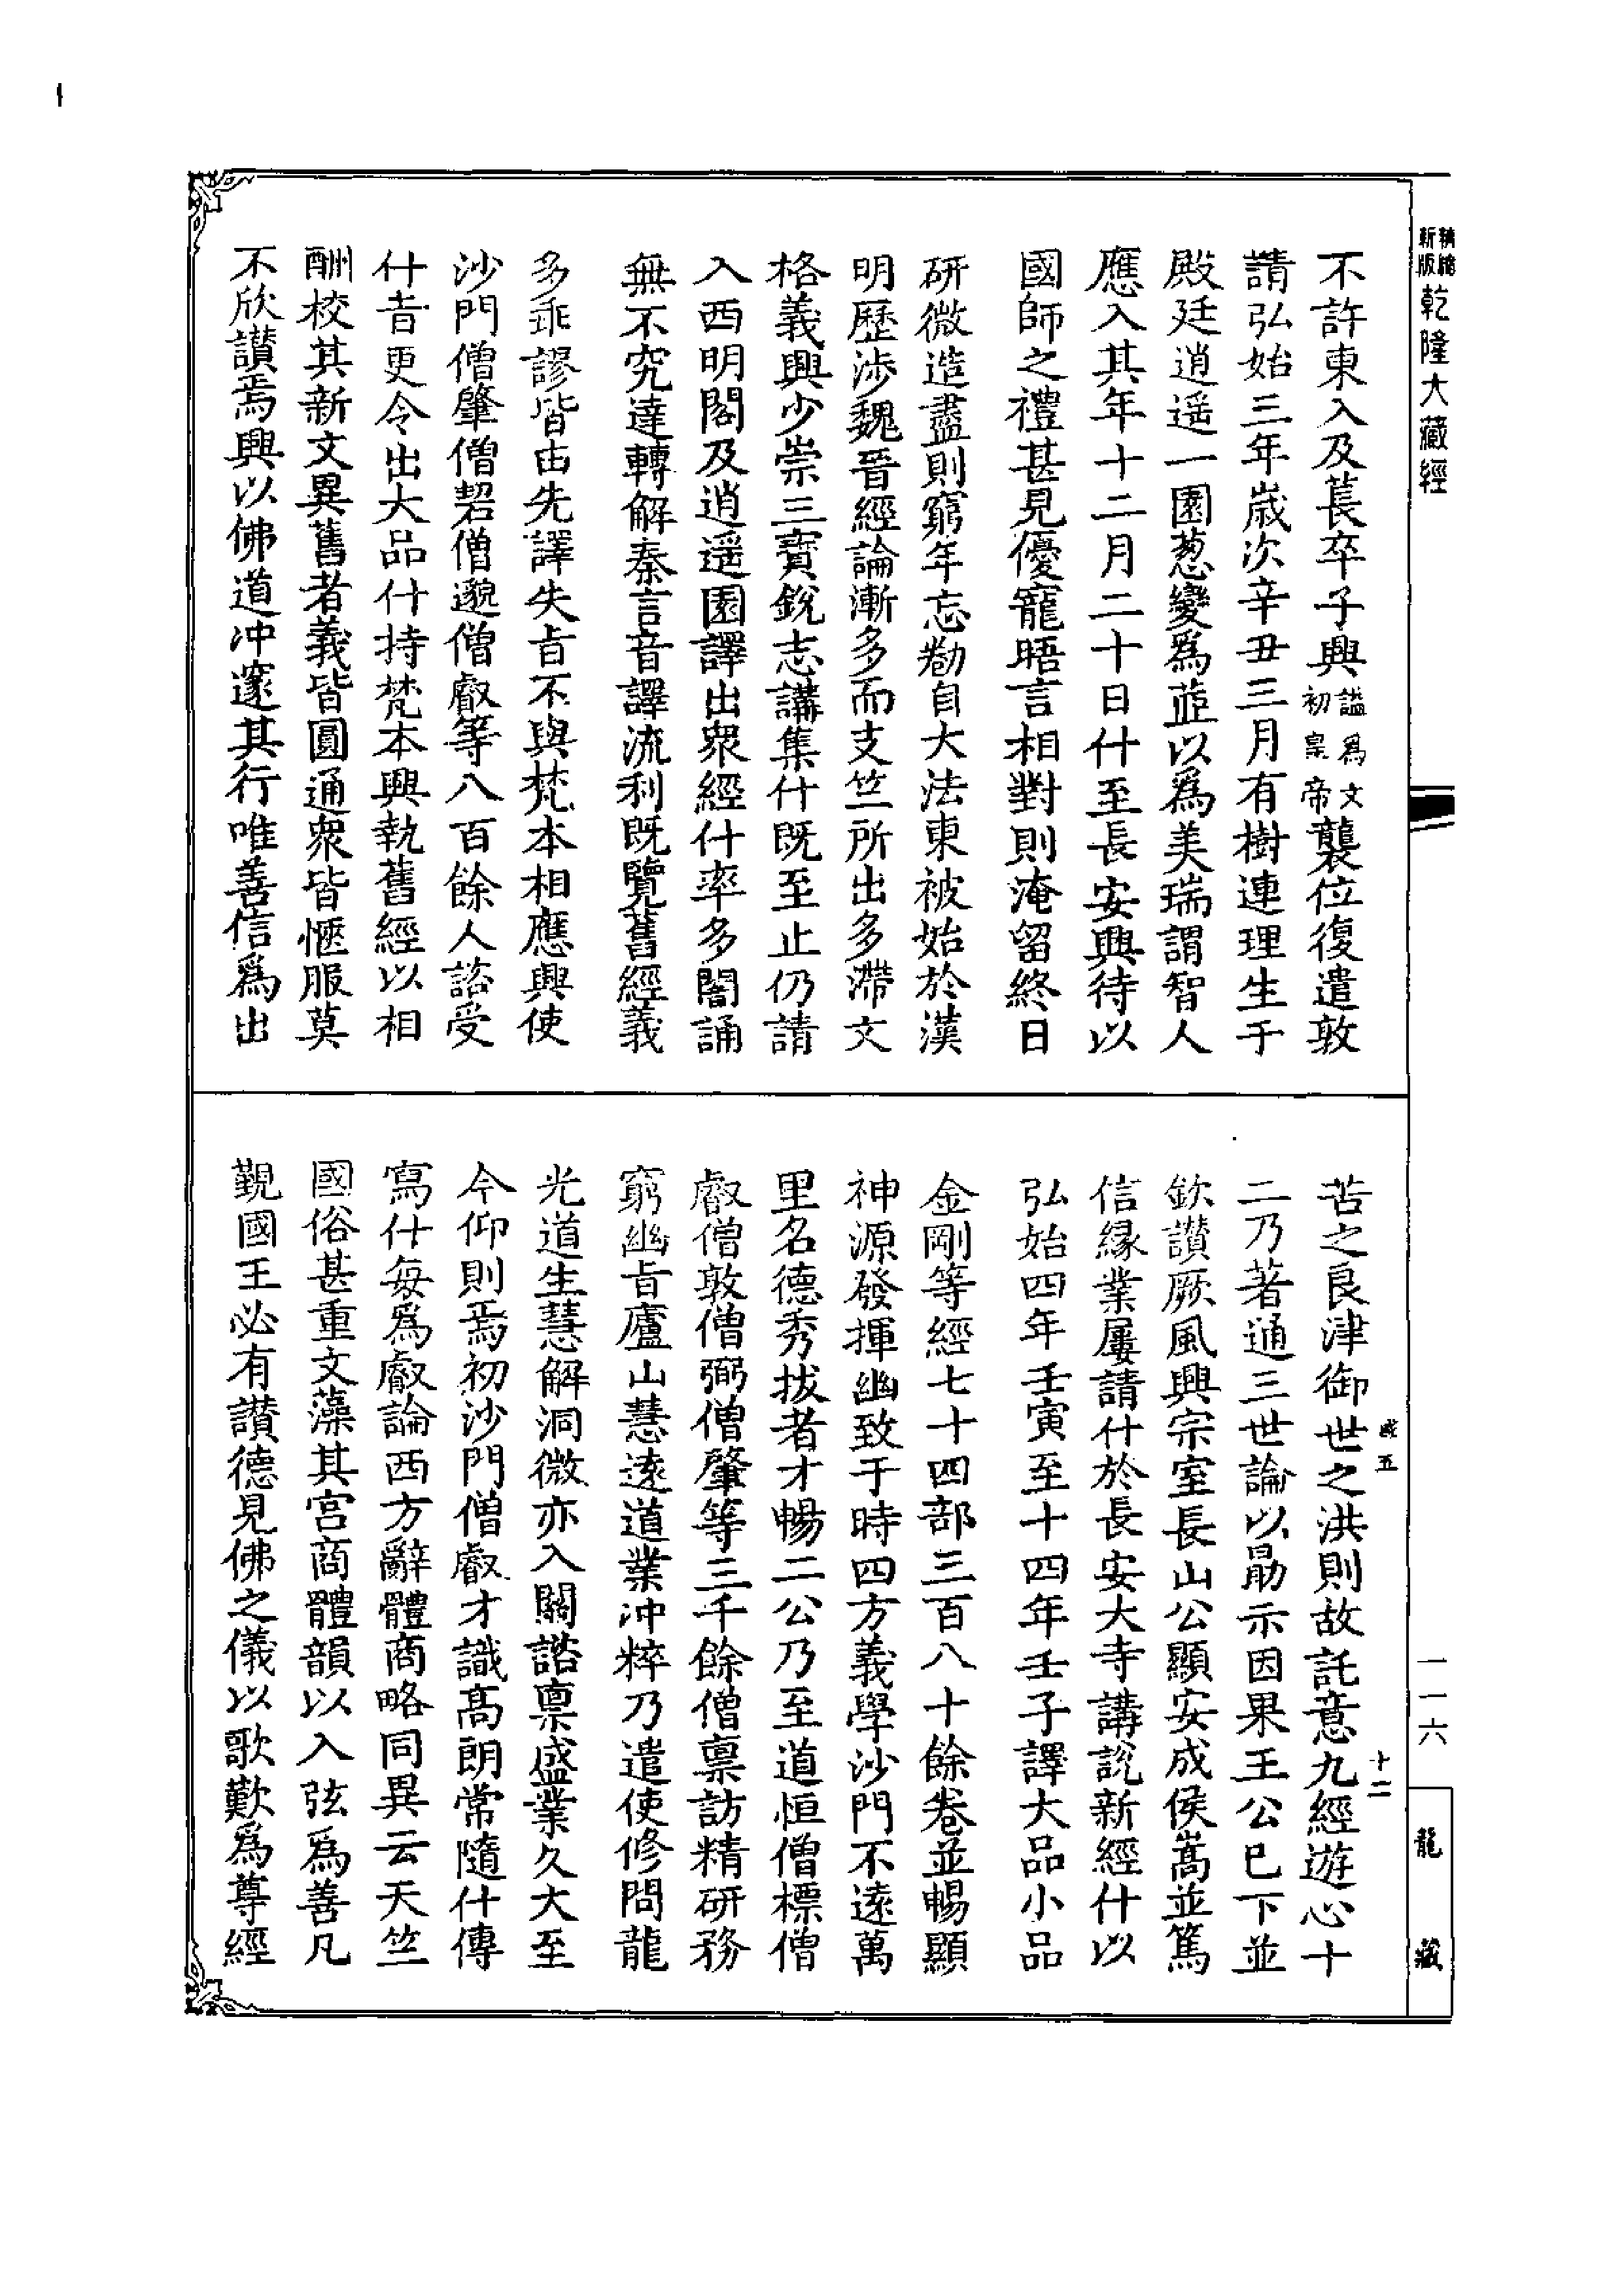 精縮新版乾隆大藏經
不許東入及萇卒子興謚為文初皇帝襲位復遣敦
請弘始三年歲次辛丑三月有樹連理生于
殿廷逍遥一園葱變為茝以為美瑞謂智人
應入其年十二月二十日什至長安興待以
國師之禮甚見優寵晤言相對則淹留終日
研微造盡則窮年忘勌自大法東被始於漢
明歷涉魏晉經論漸多而支竺所出多滯文
格義興少崇三寶銳志講集什既至止仍請
入西明閣及逍遥園譯出衆經什率多闇誦
無不究達轉解秦言音譯流利既覽舊經義
多乖謬皆由先譯失旨不與梵本相應興使
沙門僧肇僧䂮僧邈僧叡等八百餘人諮受
什旨更令出大品什持梵本興執舊經以相
酬校其新文異舊者義皆圓通衆皆愜服莫
不欣讃焉興以佛道冲邃其行唯善信為出
苦之良津御世之洪則故託意九經遊心十
二乃著通三世論以勗示因果王公已下並
欽讃厥風興宗室長山公顯安成侯嵩並篤
信緣業屢請什於長安大寺講說新經什以
弘始四年壬寅至十四年壬子譯大品小品
金剛等經七十四部三百八十餘卷並暢顯
神源發揮幽致于時四方義學沙門不遠萬
里名德秀拔者才暢二公乃至道恒僧標僧
叡僧敦僧弼僧肇等三千餘僧禀訪精研務
窮幽旨廬山慧遠道業冲粹乃遣使修問龍
光道生慧解洞微亦入關諮禀盛業久大至
今仰則焉初沙門僧叡才識高朗常隨什傳
寫什每為叡論西方辭體商略同異云天竺
國俗甚重文藻其宮商體韻以入弦為善凡
覲國王必有讃德見佛之儀以歌歎為尊經
五
十二
一一六
龍藏